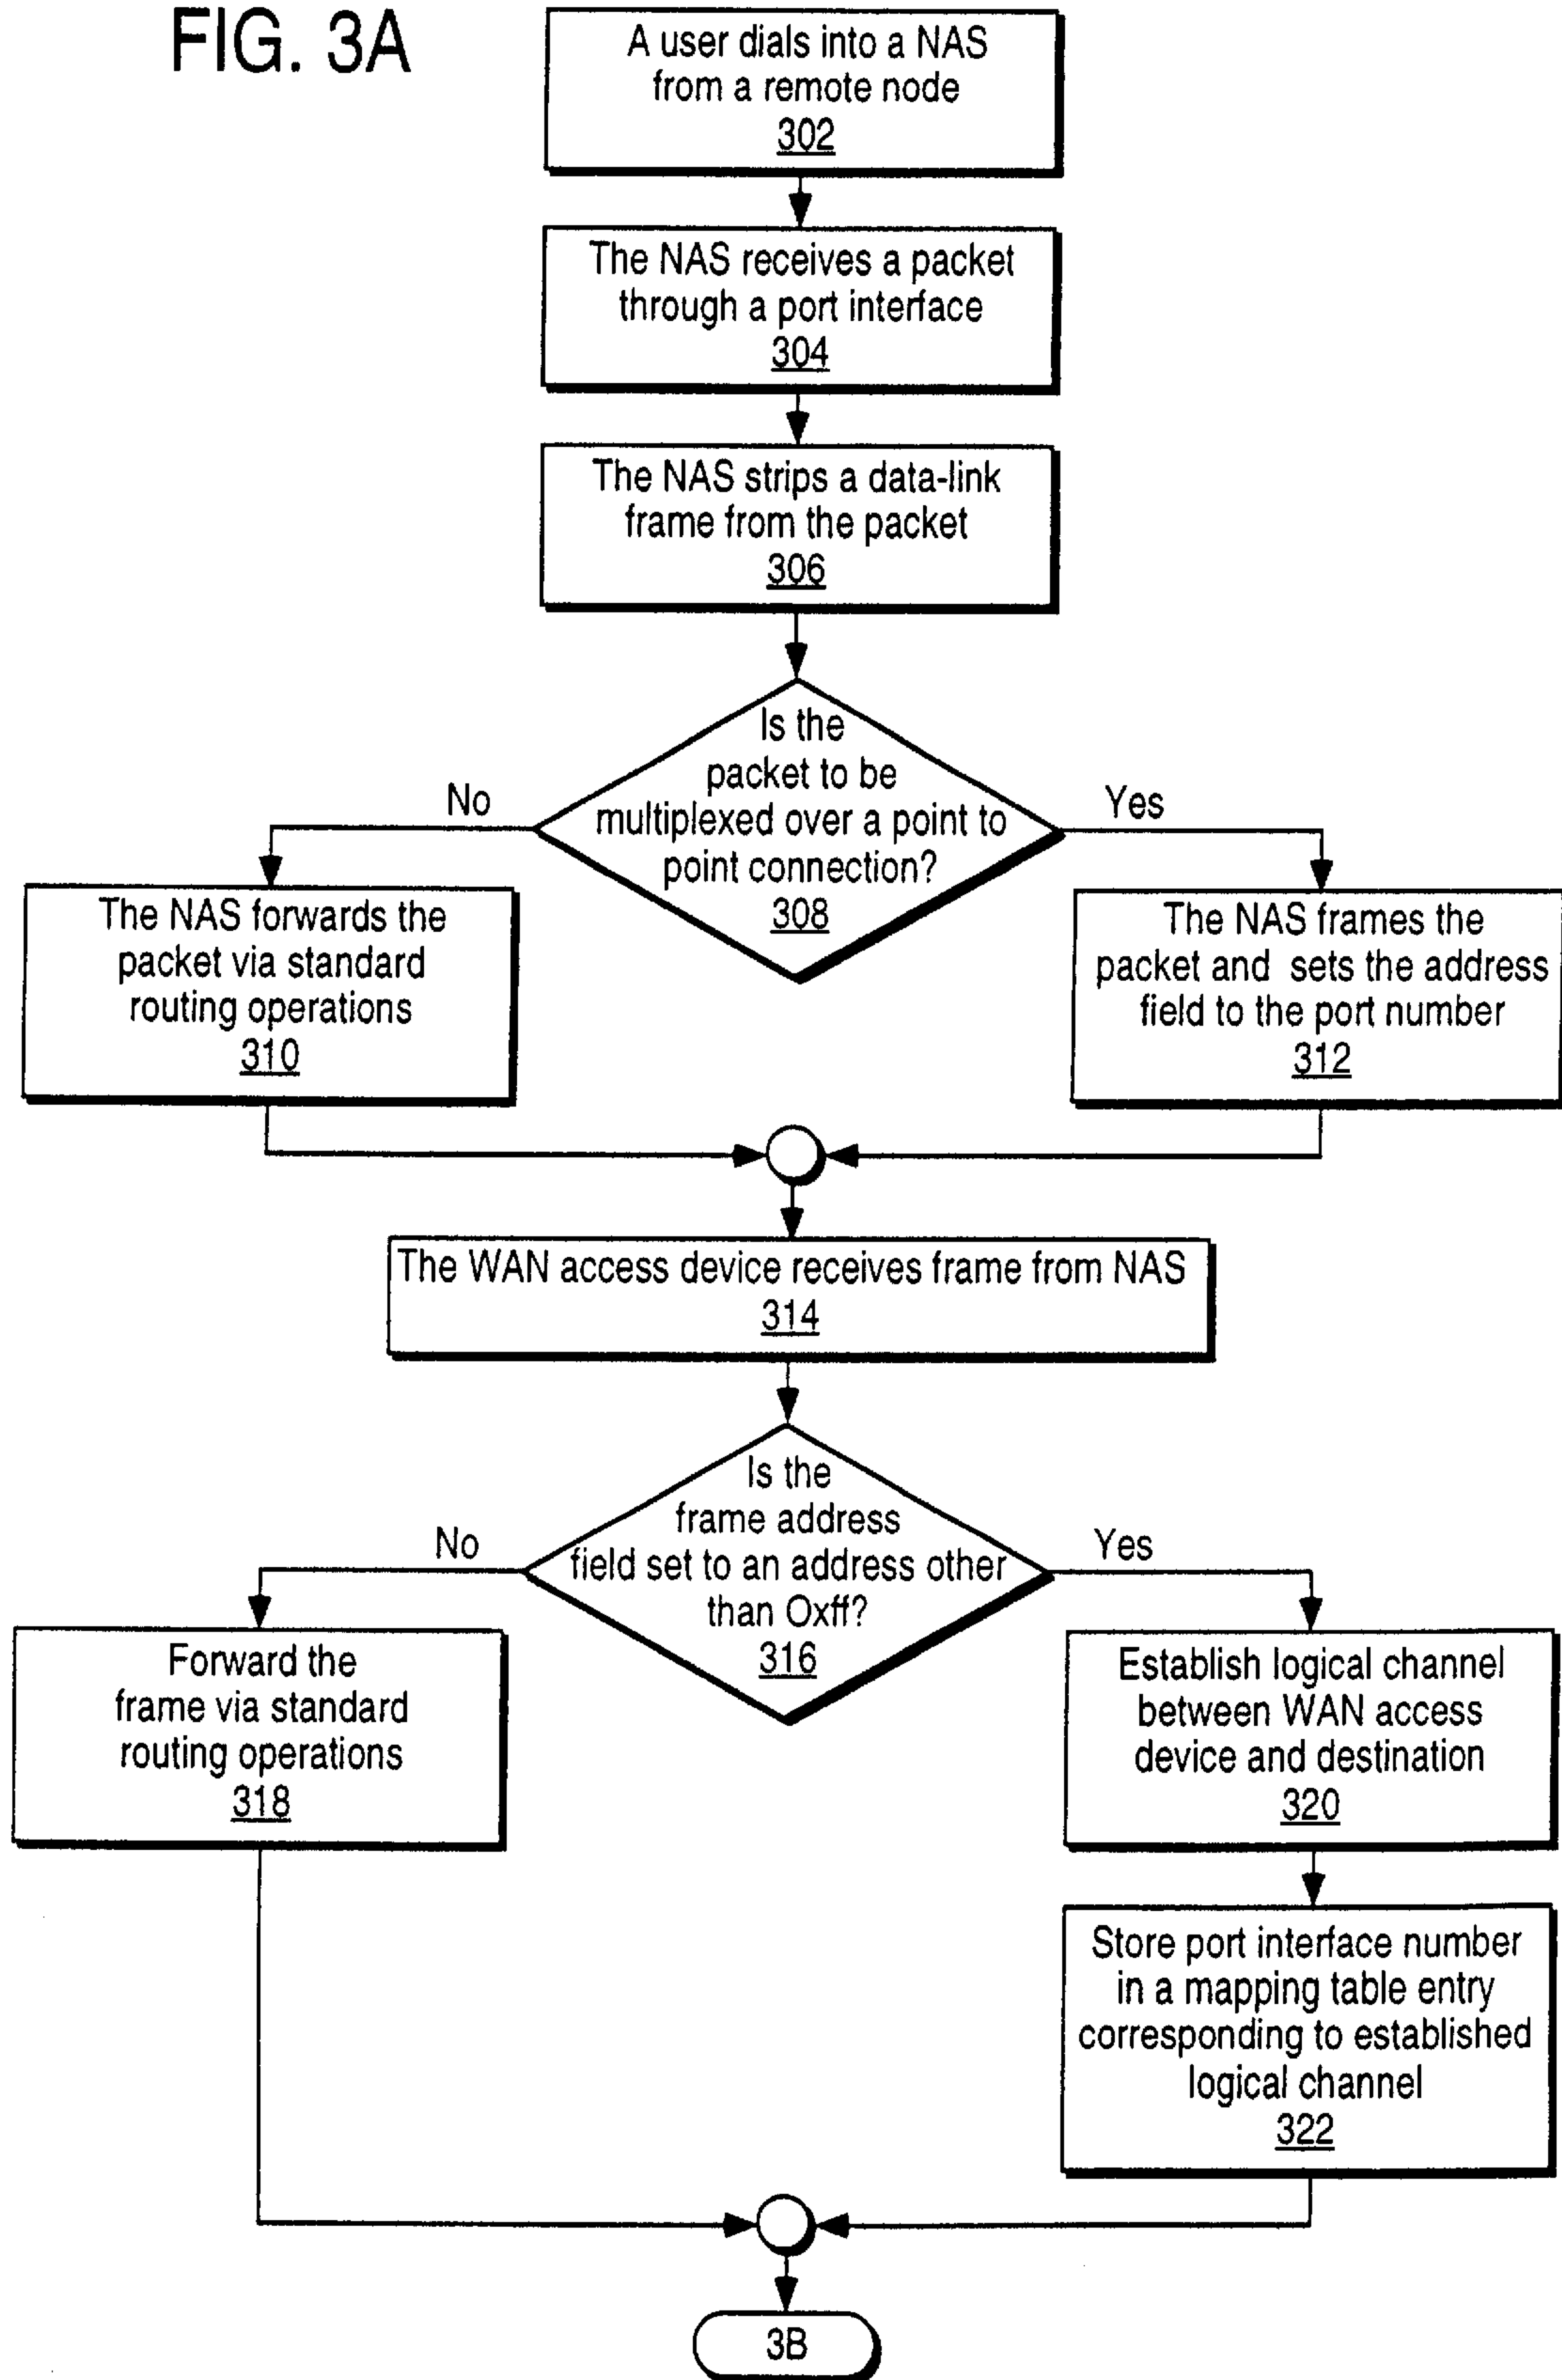 FIG. 3A
A user dials into a NAS
from a remote node
302
The NAS receives a packet
through a port interface
304
The NAS strips a data-link
frame from the packet
306
Is the
packet to be
multiplexed over a point to
point connection?
308
No
Yes
The NAS forwards the
packet via standard
routing operations
310
The NAS frames the
packet and sets the address
field to the port number
312
The WAN access device receives frame from NAS
314
Is the
frame address
field set to an address other
than Oxff?
316
No
Yes
Forward the
frame via standard
routing operations
318
Establish logical channel
between WAN access
device and destination
320
Store port interface number
in a mapping table entry
corresponding to established
logical channel
322
3B